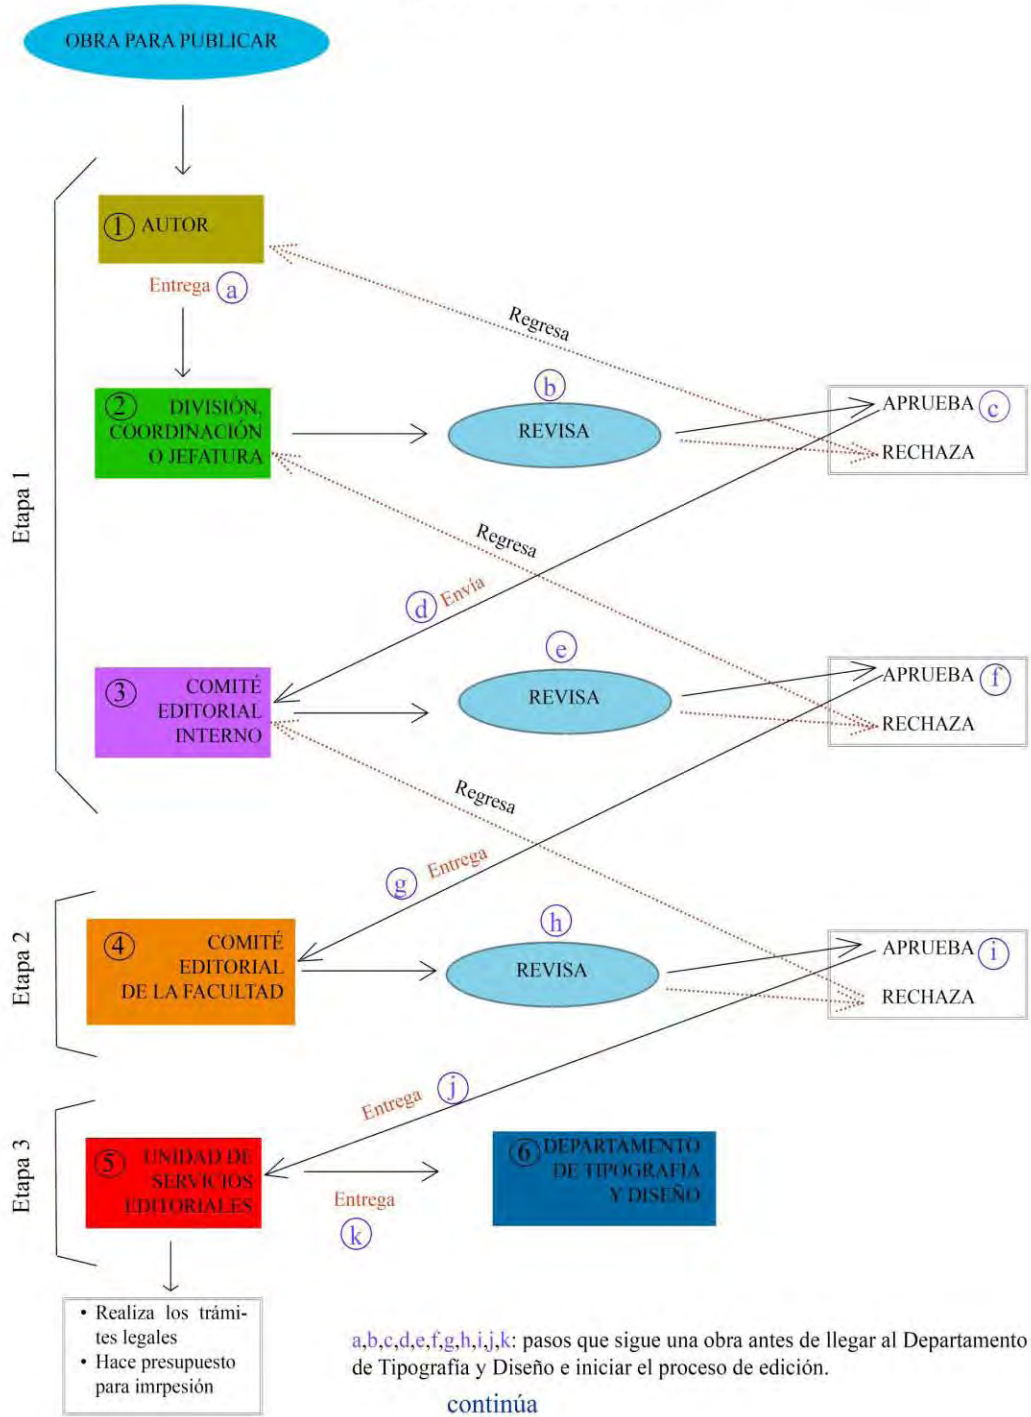 OBRA PARA PUBLICAR
Etapa 1
1 AUTOR
Entrega a
Regresa
2 DIVISIÓN,
COORDINACIÓN
O JEFATURA
b
REVISA
APRUEBA c
RECHAZA
Regresa
d Envía
3 COMITÉ
EDITORIAL
INTERNO
e
REVISA
APRUEBA f
RECHAZA
Regresa
g Entrega
Etapa 2
4 COMITÉ
EDITORIAL
DE LA FACULTAD
h
REVISA
APRUEBA i
RECHAZA
Entrega j
Etapa 3
5 UNIDAD DE
SERVICIOS
EDITORIALES
Entrega
k
6 DEPARTAMENTO
DE TIPOGRAFÍA
Y DISEÑO
• Realiza los trámi-
tes legales
• Hace presupuesto
para imrpesión
a,b,c,d,e,f,g,h,i,j,k: pasos que sigue una obra antes de llegar al Departamento
de Tipografía y Diseño e iniciar el proceso de edición.
continúa